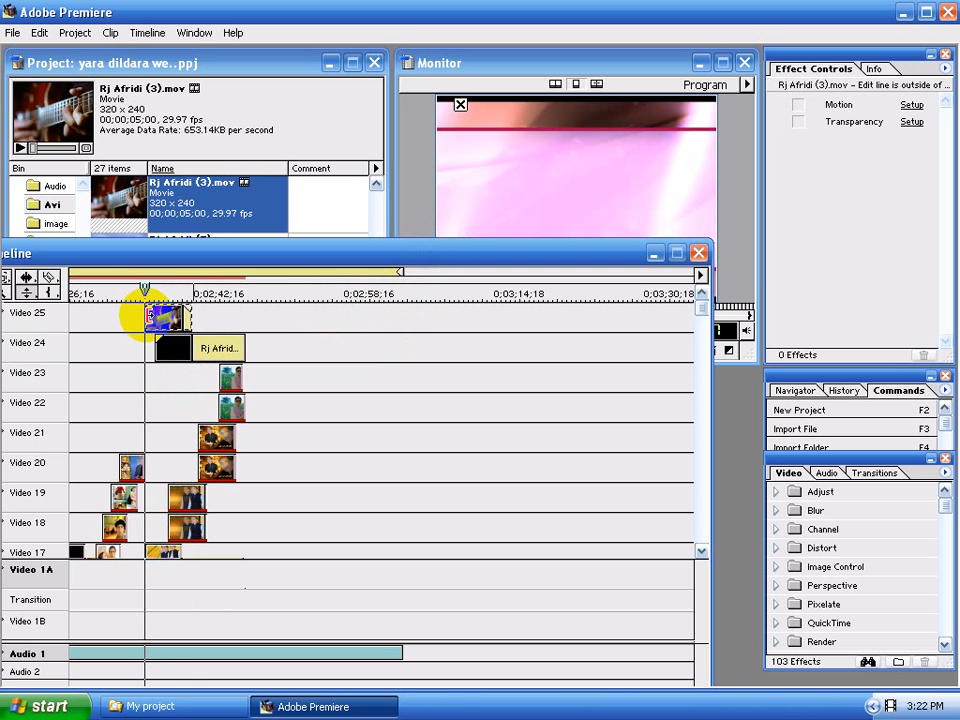 Adobe Premiere
File Edit Project Clip Timeline Window Help
Project: yara dildara we..ppj
Rj Afridi (3).mov
Movie
320 x 240
00;00;05;00, 29.97 fps
Average Data Rate: 653.14KB per second
Bin 27 items Name Comment
Audio
Avi
image
Rj Afridi (3).mov
Movie
320 x 240
00;00;05;00, 29.97 fps
Monitor
Program
Effect Controls Info
Rj Afridi (3).mov - Edit line is outside of ...
Motion Setup
Transparency Setup
0 Effects
Navigator History Commands
New Project F2
Import File F3
Import Folder F4
Video Audio Transitions
Adjust
Blur
Channel
Distort
Image Control
Perspective
Pixelate
QuickTime
Render
103 Effects
eline
26;16 0;02;42;16 0;02;58;16 0;03;14;18 0;03;30;18
Video 25
Video 24
Rj Afrid...
Video 23
Video 22
Video 21
Video 20
Video 19
Video 18
Video 17
Video 1A
Transition
Video 1B
Audio 1
Audio 2
start My project Adobe Premiere 3:22 PM